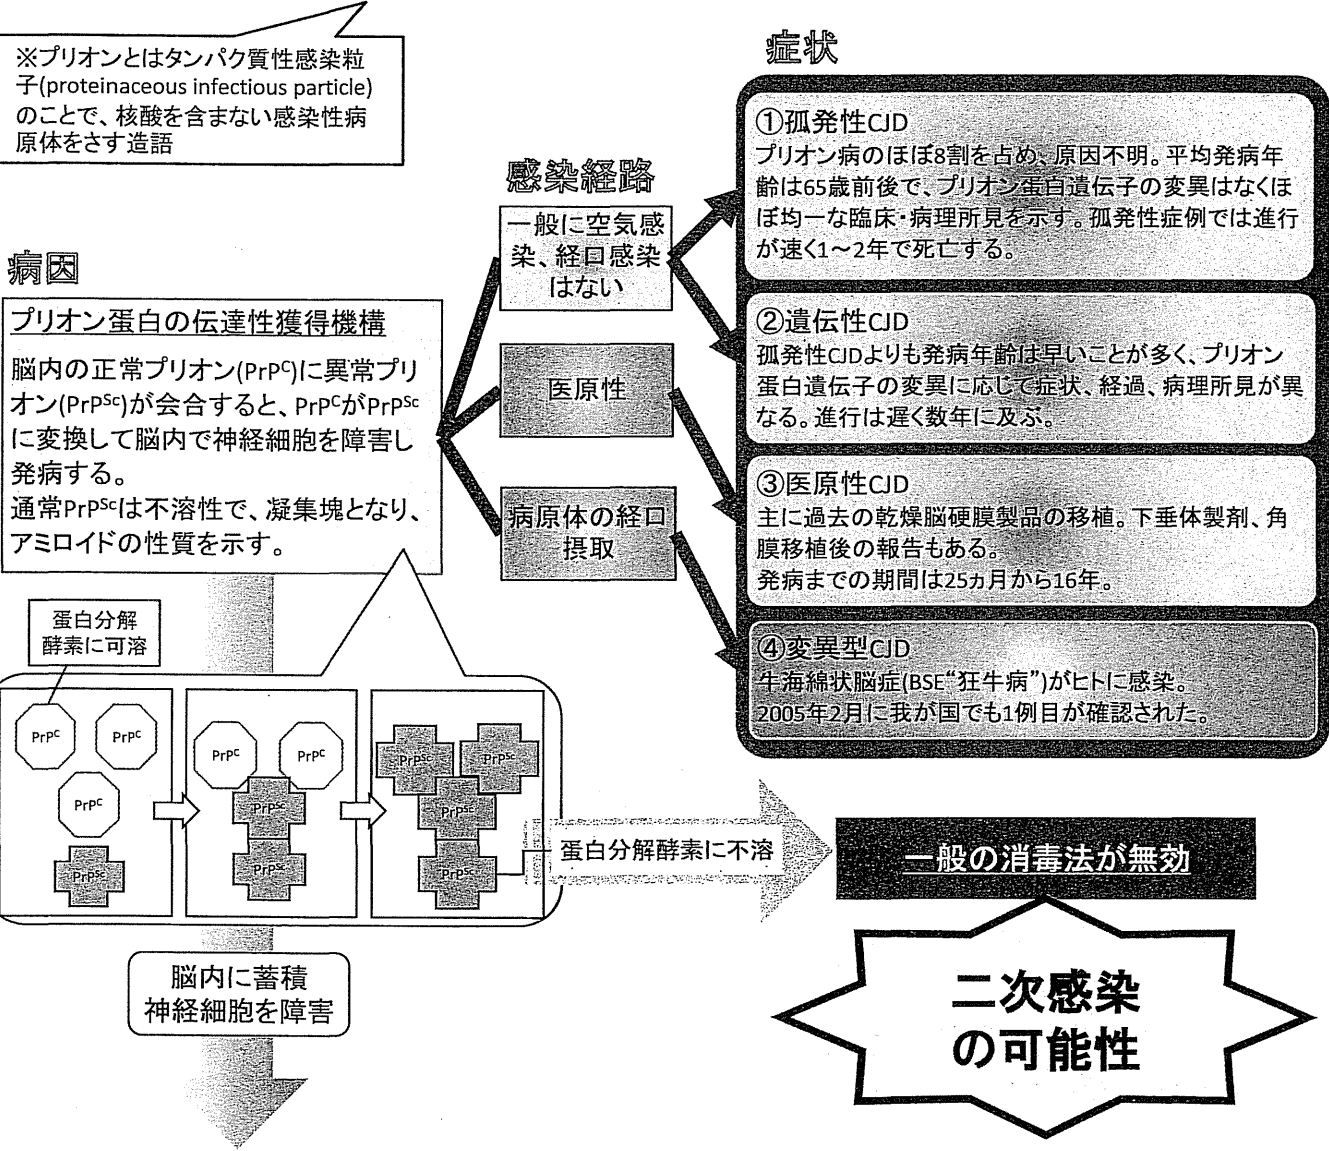 ※プリオンとはタンパク質性感染粒
子(proteinaceous infectious particle)
のことで、核酸を含まない感染性病
原体をさす造語
病因
プリオン蛋白の伝達性獲得機構
脳内の正常プリオン(PrPC)に異常プリ
オン(PrPSc)が会合すると、PrPCがPrPSc
に変換して脳内で神経細胞を障害し
発病する。
通常PrPScは不溶性で、凝集塊となり、
アミロイドの性質を示す。
感染経路
一般に空気感
染、経口感染
はない
医原性
病原体の経口
摂取
症状
①孤発性CJD
プリオン病のほぼ8割を占め、原因不明。平均発病年
齢は65歳前後で、プリオン蛋白遺伝子の変異はなくほ
ぼ均一な臨床・病理所見を示す。孤発性症例では進行
が速く1～2年で死亡する。
②遺伝性CJD
孤発性CJDよりも発病年齢は早いことが多く、プリオン
蛋白遺伝子の変異に応じて症状、経過、病理所見が異
なる。進行は遅く数年に及ぶ。
③医原性CJD
主に過去の乾燥脳硬膜製品の移植。下垂体製剤、角
膜移植後の報告もある。
発病までの期間は25ヵ月から16年。
④変異型CJD
牛海綿状脳症(BSE“狂牛病”)がヒトに感染。
2005年2月に我が国でも1例目が確認された。
蛋白分解
酵素に可溶
PrPC
PrPC
PrPC
PrPSc
PrPC
PrPC
PrPSc
PrPSc
PrPSc
PrPSc
PrPSc
PrPSc
蛋白分解酵素に不溶
一般の消毒法が無効
二次感染
の可能性
脳内に蓄積
神経細胞を障害